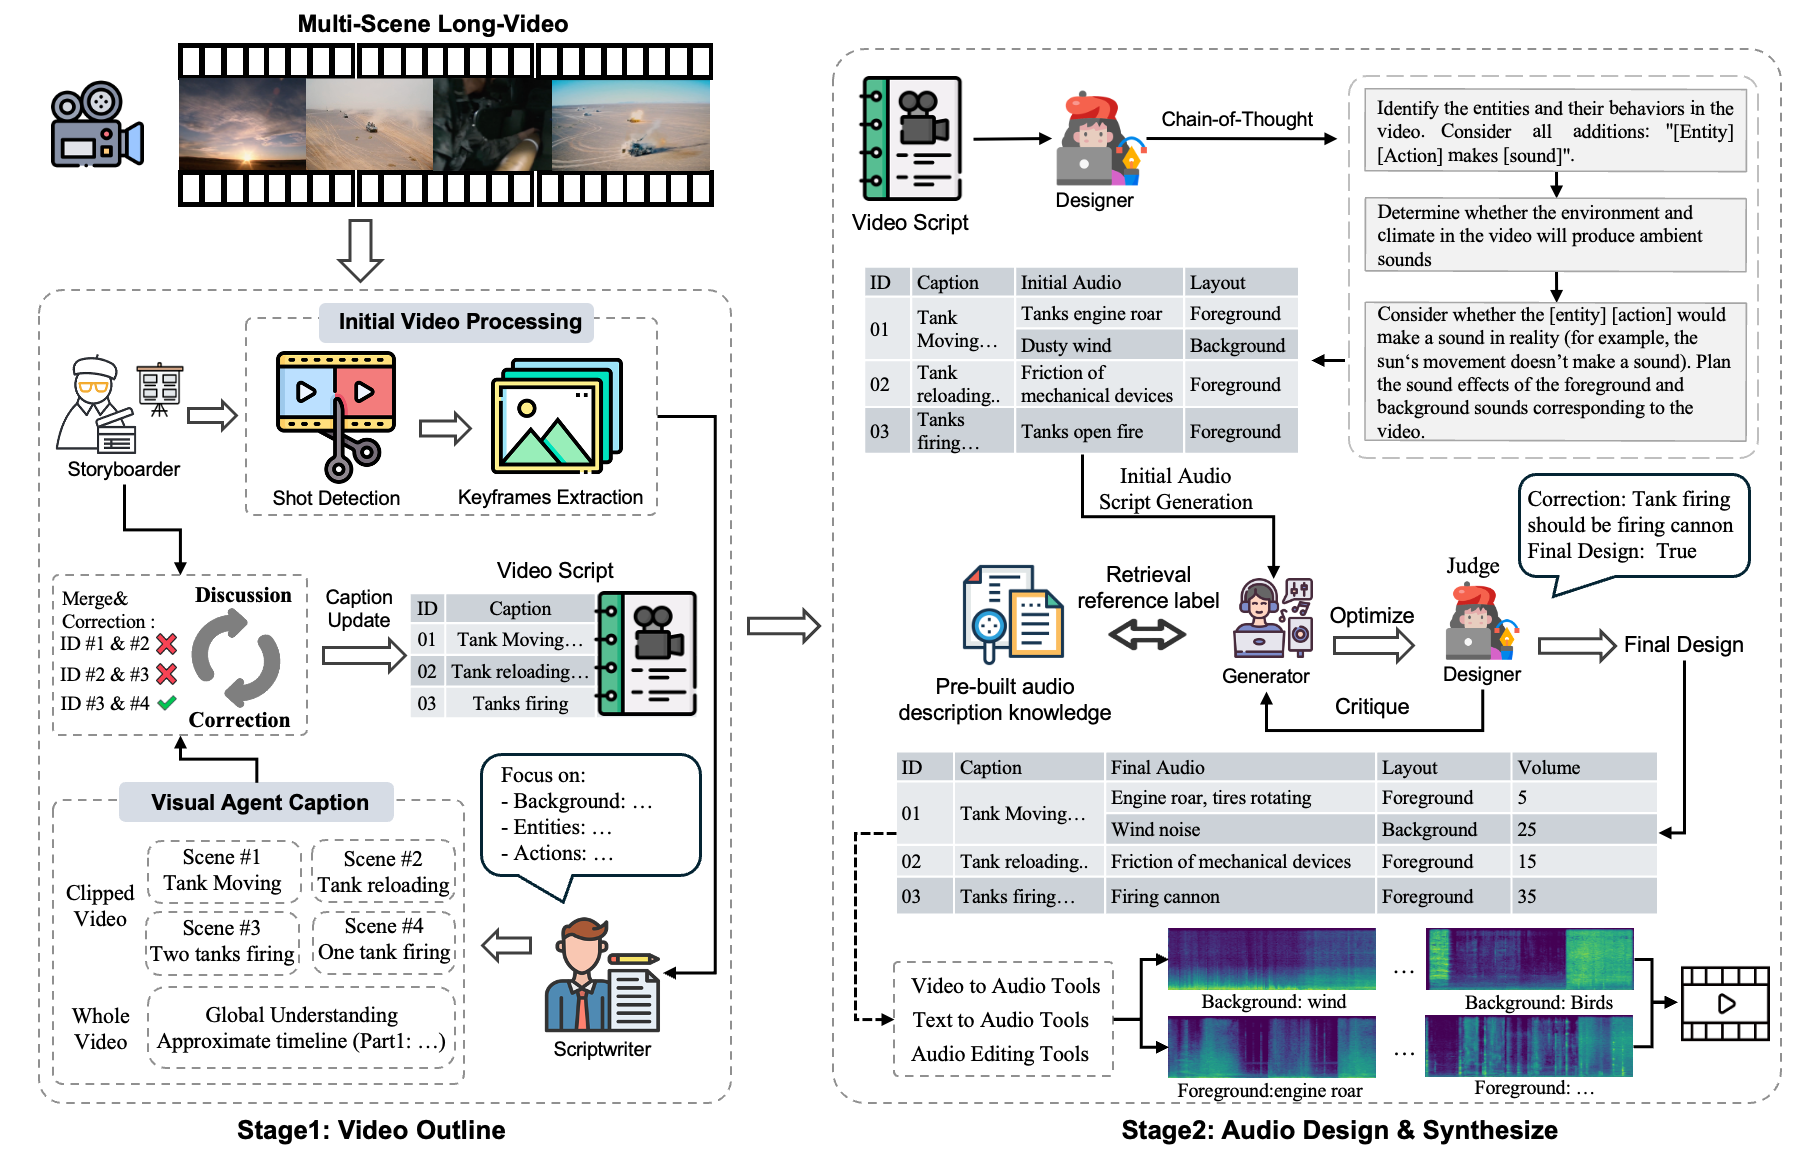 Multi-Scene Long-Video
Initial Video Processing
Storyboarder
Shot Detection
Keyframes Extraction
Merge&
Correction :
ID #1 & #2
ID #2 & #3
ID #3 & #4
Discussion
Correction
Caption
Update
Video Script
ID Caption
01 Tank Moving…
02 Tank reloading…
03 Tanks firing
Visual Agent Caption
Clipped
Video
Scene #1
Tank Moving
Scene #2
Tank reloading
Scene #3
Two tanks firing
Scene #4
One tank firing
Whole
Video
Global Understanding
Approximate timeline (Part1: …)
Focus on:
- Background: …
- Entities: …
- Actions: …
Scriptwriter
Stage1: Video Outline
Video Script
Designer
Chain-of-Thought
Identify the entities and their behaviors in the
video. Consider all additions: "[Entity]
[Action] makes [sound]".
Determine whether the environment and
climate in the video will produce ambient
sounds
Consider whether the [entity] [action] would
make a sound in reality (for example, the
sun‘s movement doesn’t make a sound). Plan
the sound effects of the foreground and
background sounds corresponding to the
video.
ID Caption Initial Audio Layout
01 Tank Moving… Tanks engine roar Foreground
Dusty wind Background
02 Tank reloading.. Friction of mechanical devices Foreground
03 Tanks firing… Tanks open fire Foreground
Initial Audio
Script Generation
Correction: Tank firing
should be firing cannon
Final Design: True
Pre-built audio
description knowledge
Retrieval
reference label
Generator
Optimize
Judge
Designer
Critique
Final Design
ID Caption Final Audio Layout Volume
01 Tank Moving… Engine roar, tires rotating Foreground 5
Wind noise Background 25
02 Tank reloading.. Friction of mechanical devices Foreground 15
03 Tanks firing… Firing cannon Foreground 35
Video to Audio Tools
Text to Audio Tools
Audio Editing Tools
Background: wind
…
Background: Birds
Foreground:engine roar
…
Foreground: …
Stage2: Audio Design & Synthesize